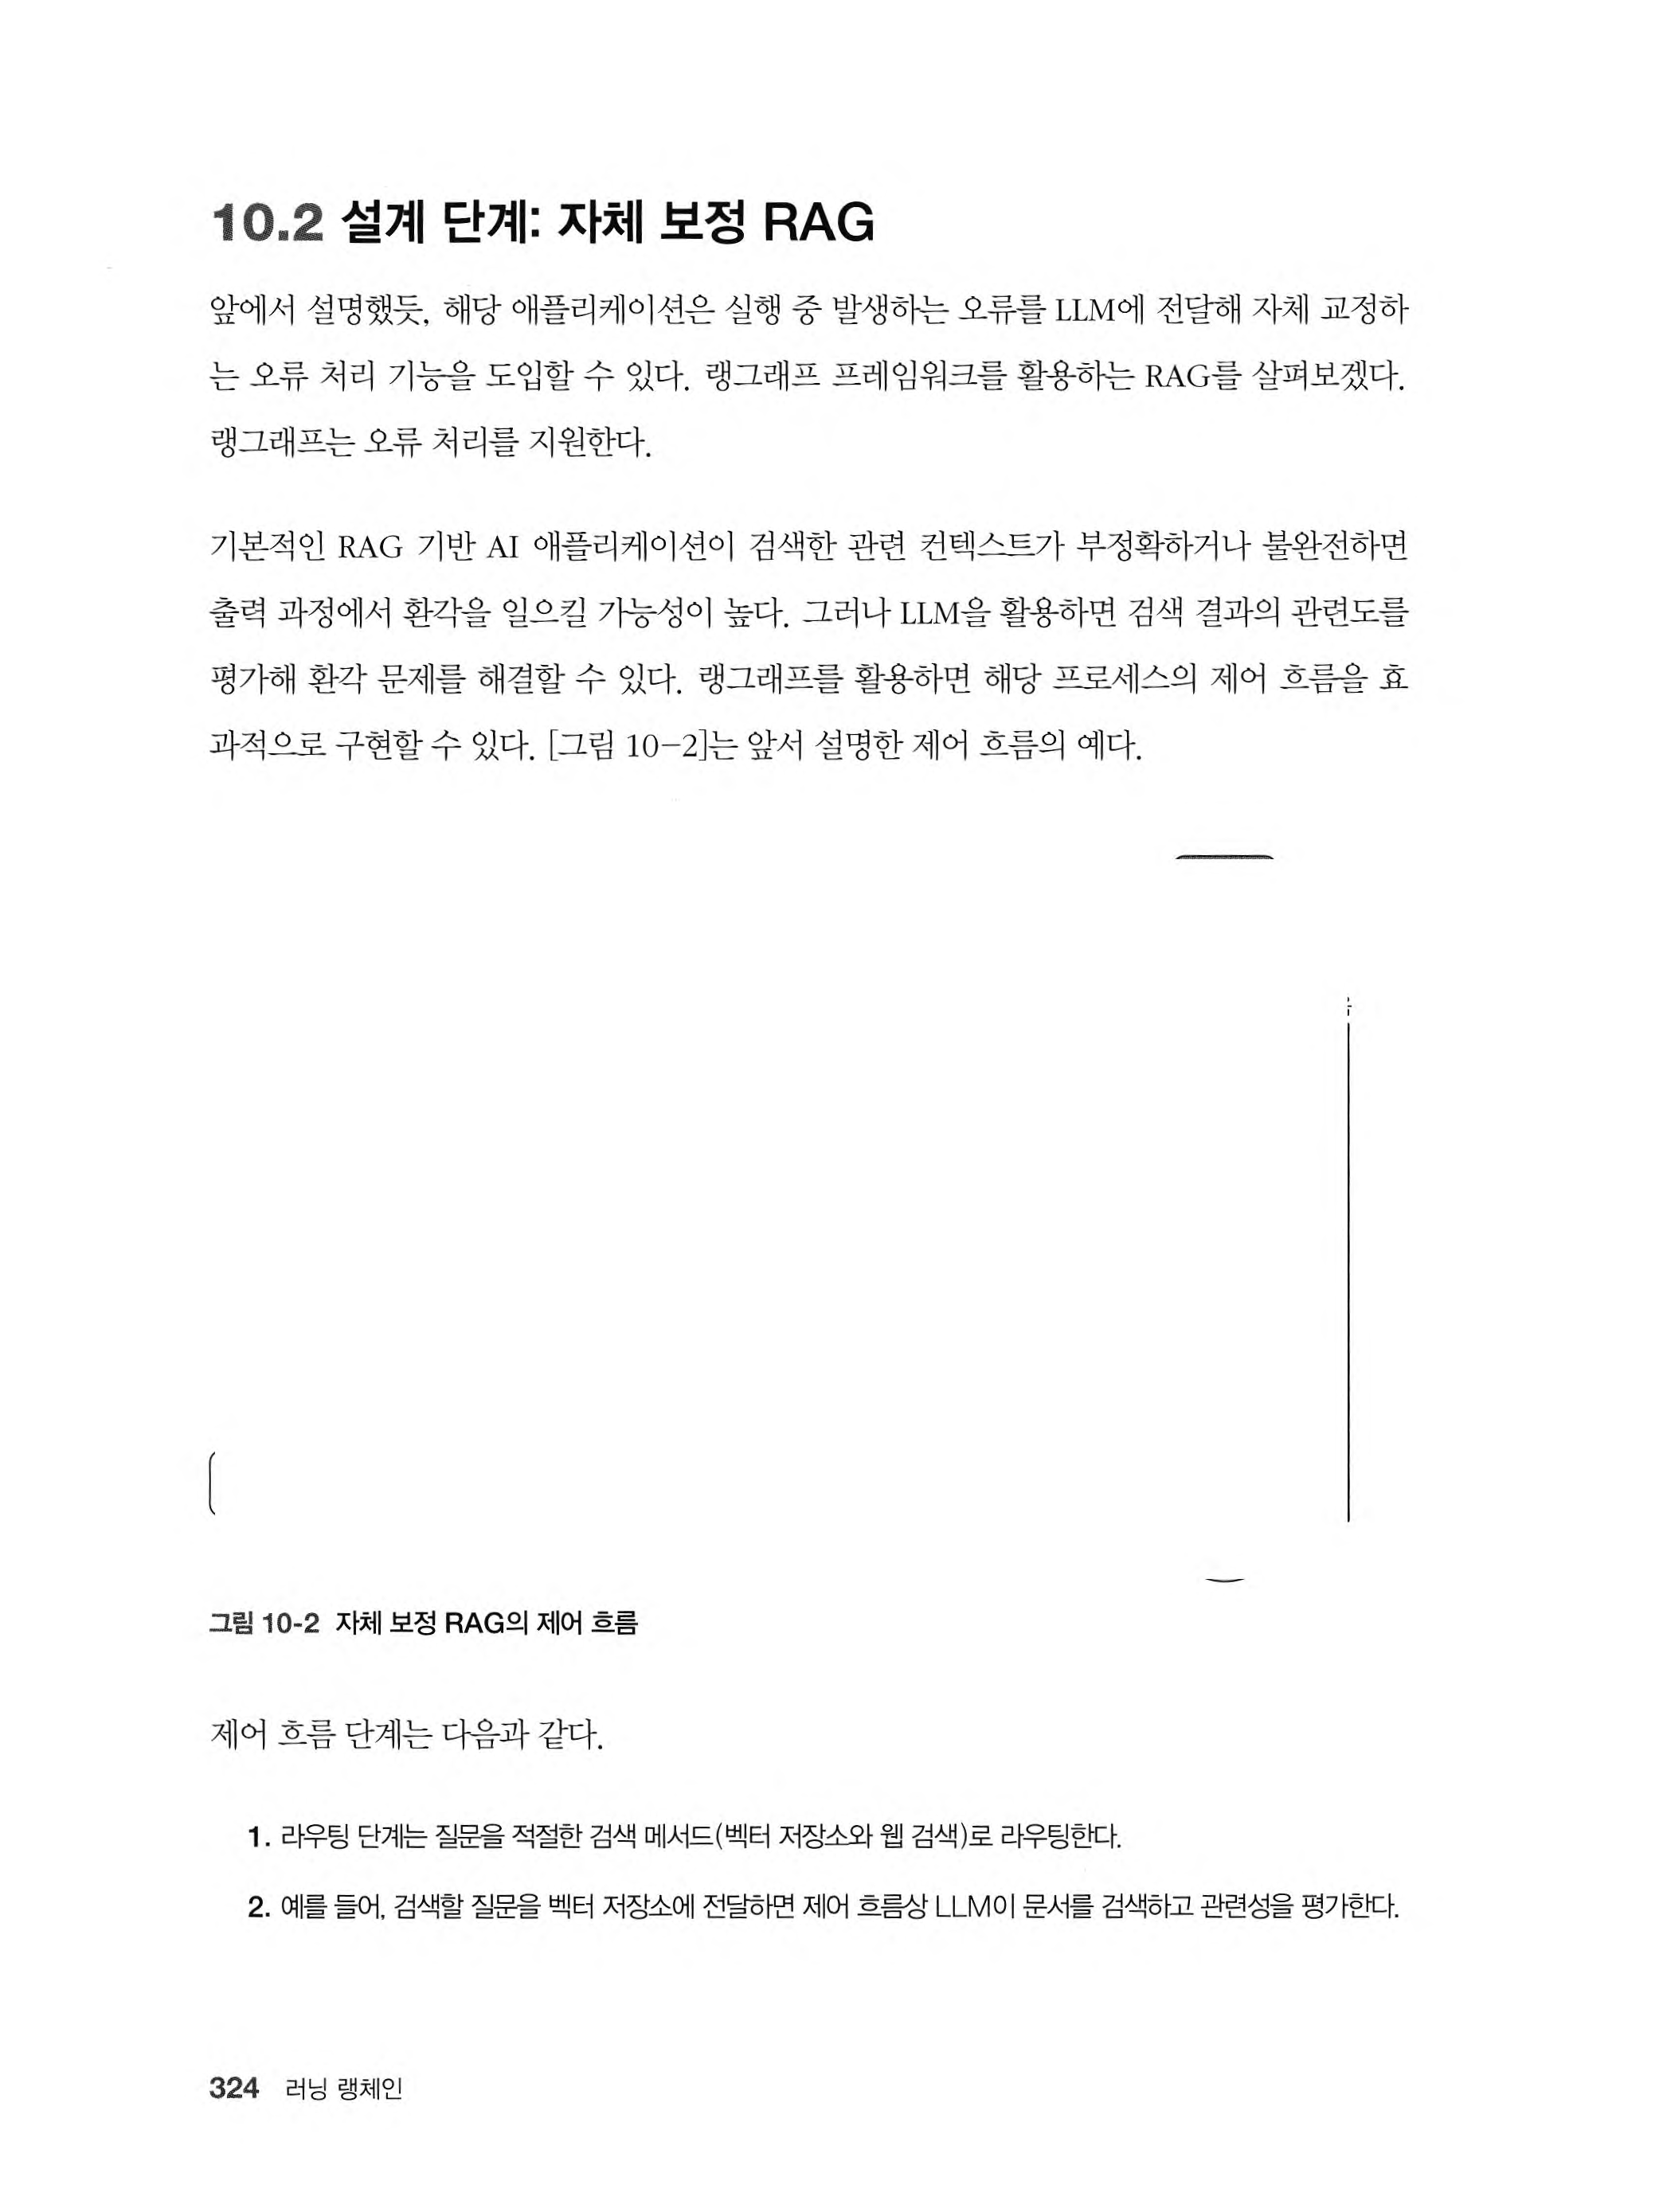 10.2 설계 단계: 자체 보정 RAG
앞에서 설명했듯, 해당 애플리케이션은 실행 중 발생하는 오류를 LLM에 전달해 자체 교정하
는 오류 처리 기능을 도입할 수 있다. 랭그래프 프레임워크를 활용하는 RAG를 살펴보겠다.
랭그래프는 오류 처리를 지원한다.
기본적인 RAG 기반 AI 애플리케이션이 검색한 관련 컨텍스트가 부정확하거나 불완전하면
출력 과정에서 환각을 일으킬 가능성이 높다. 그러나 LLM을 활용하면 검색 결과의 관련도를
평가해 환각 문제를 해결할 수 있다. 랭그래프를 활용하면 해당 프로세스의 제어 흐름을 효
과적으로 구현할 수 있다. [그림 10-2]는 앞서 설명한 제어 흐름의 예다.
그림 10-2 자체 보정 RAG의 제어 흐름
제어 흐름 단계는 다음과 같다.
1. 라우팅 단계는 질문을 적절한 검색 메서드(벡터 저장소와 웹 검색)로 라우팅한다.
2. 예를 들어, 검색할 질문을 벡터 저장소에 전달하면 제어 흐름상 LLM이 문서를 검색하고 관련성을 평가한다.
324 러닝 랭체인